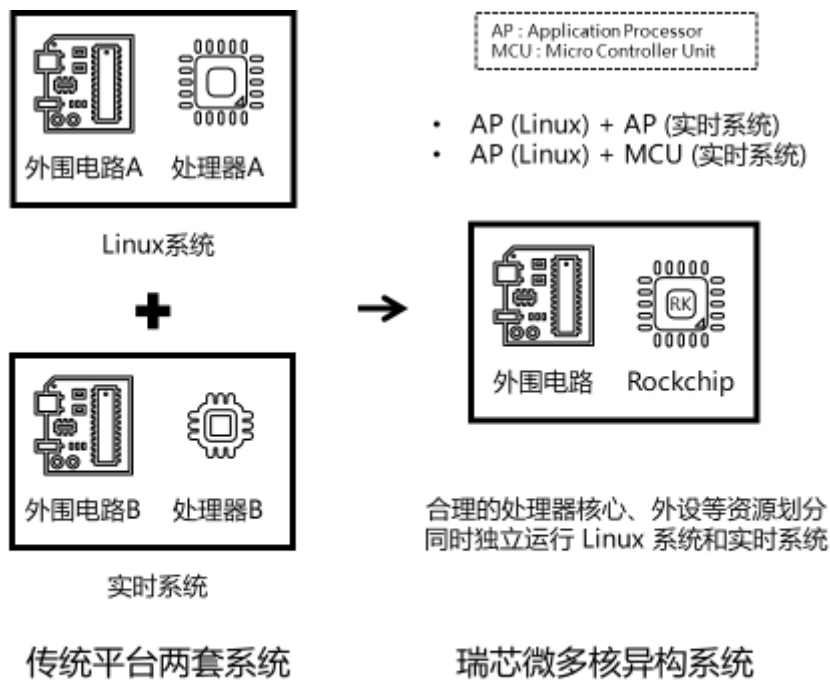 外围电路A 处理器A
Linux系统
外围电路B 处理器B
实时系统
传统平台两套系统
AP : Application Processor
MCU : Micro Controller Unit
• AP (Linux) + AP (实时系统)
• AP (Linux) + MCU (实时系统)
RK
外围电路 Rockchip
合理的处理器核心、外设等资源划分
同时独立运行 Linux 系统和实时系统
瑞芯微多核异构系统